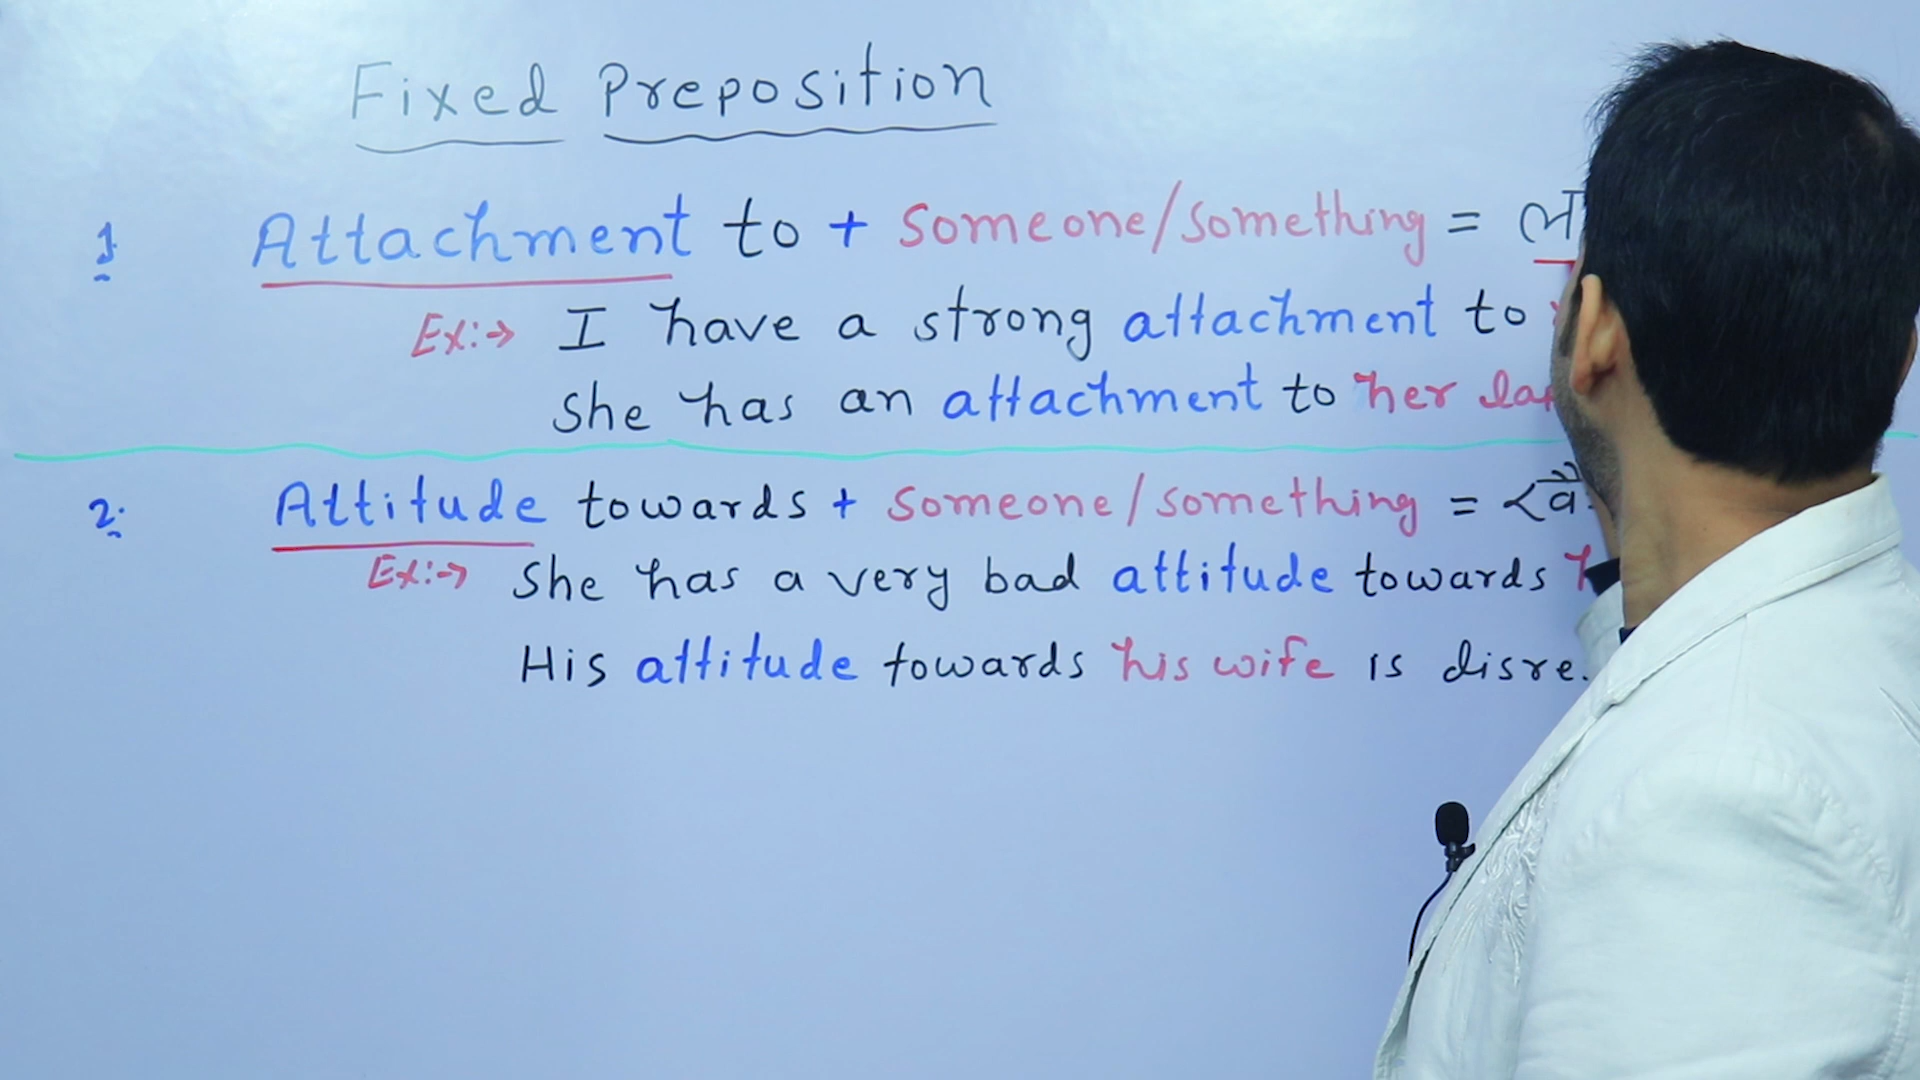 Fixed Preposition
1 Attachment to + someone/something =
Ex:→ I have a strong attachment to
She has an attachment to her
2. Attitude towards + someone/something =
Ex:→ She has a very bad attitude towards
His attitude towards his wife is